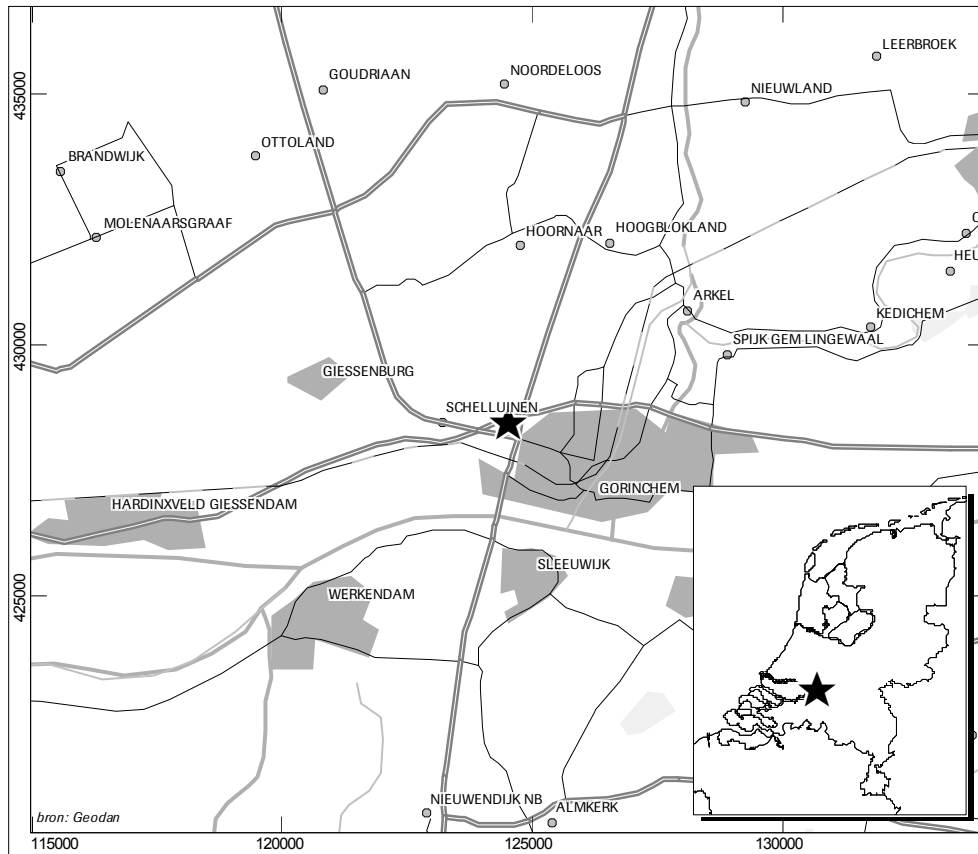 LEERBROEK
GOUDRIAAN
NOORDELOOS
435000
NIEUWLAND
OTTOLAND
BRANDWIJK
MOLENAARSGRAAF
HOORNAAR
HOOGBLOKLAND
HEU
ARKEL
KEDICHEM
430000
SPIJK GEM LINGEWAAL
GIESSENBURG
SCHELLUINEN
GORINCHEM
HARDINXVELD GIESSENDAM
SLEEUWIJK
425000
WERKENDAM
NIEUWENDIJK NB
ALMKERK
bron: Geodan
115000
120000
125000
130000